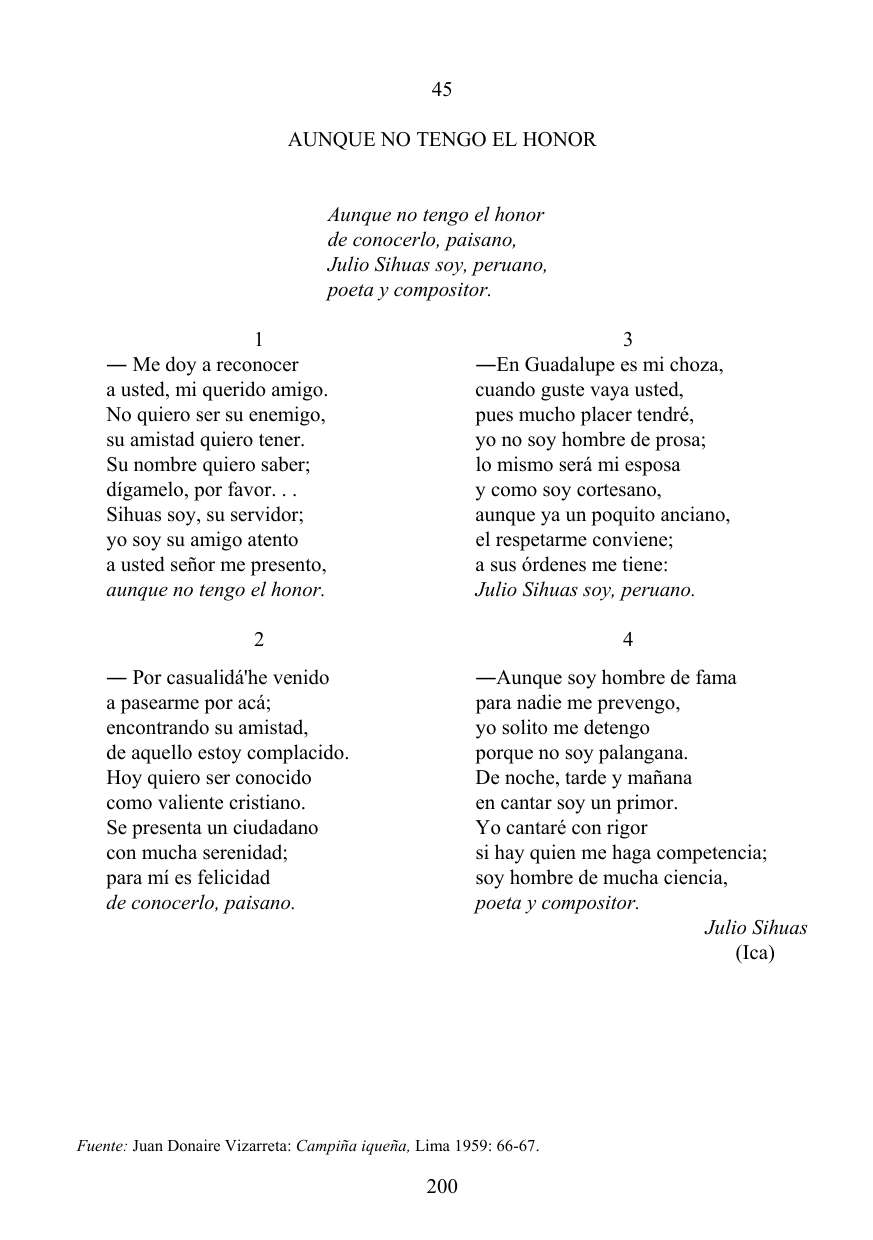 45
AUNQUE NO TENGO EL HONOR
Aunque no tengo el honor
de conocerlo, paisano,
Julio Sihuas soy, peruano,
poeta y compositor.
1
― Me doy a reconocer
a usted, mi querido amigo.
No quiero ser su enemigo,
su amistad quiero tener.
Su nombre quiero saber;
dígamelo, por favor. . .
Sihuas soy, su servidor;
yo soy su amigo atento
a usted señor me presento,
aunque no tengo el honor.
2
― Por casualidá'he venido
a pasearme por acá;
encontrando su amistad,
de aquello estoy complacido.
Hoy quiero ser conocido
como valiente cristiano.
Se presenta un ciudadano
con mucha serenidad;
para mí es felicidad
de conocerlo, paisano.
3
―En Guadalupe es mi choza,
cuando guste vaya usted,
pues mucho placer tendré,
yo no soy hombre de prosa;
lo mismo será mi esposa
y como soy cortesano,
aunque ya un poquito anciano,
el respetarme conviene;
a sus órdenes me tiene:
Julio Sihuas soy, peruano.
4
―Aunque soy hombre de fama
para nadie me prevengo,
yo solito me detengo
porque no soy palangana.
De noche, tarde y mañana
en cantar soy un primor.
Yo cantaré con rigor
si hay quien me haga competencia;
soy hombre de mucha ciencia,
poeta y compositor.
Julio Sihuas
(Ica)
Fuente: Juan Donaire Vizarreta: Campiña iqueña, Lima 1959: 66-67.
200